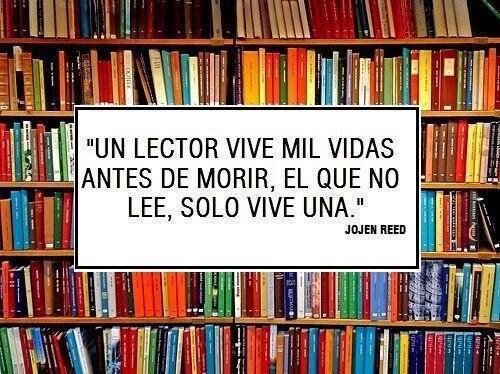 "UN LECTOR VIVE MIL VIDAS
ANTES DE MORIR, EL QUE NO
LEE, SOLO VIVE UNA."
JOJEN REED